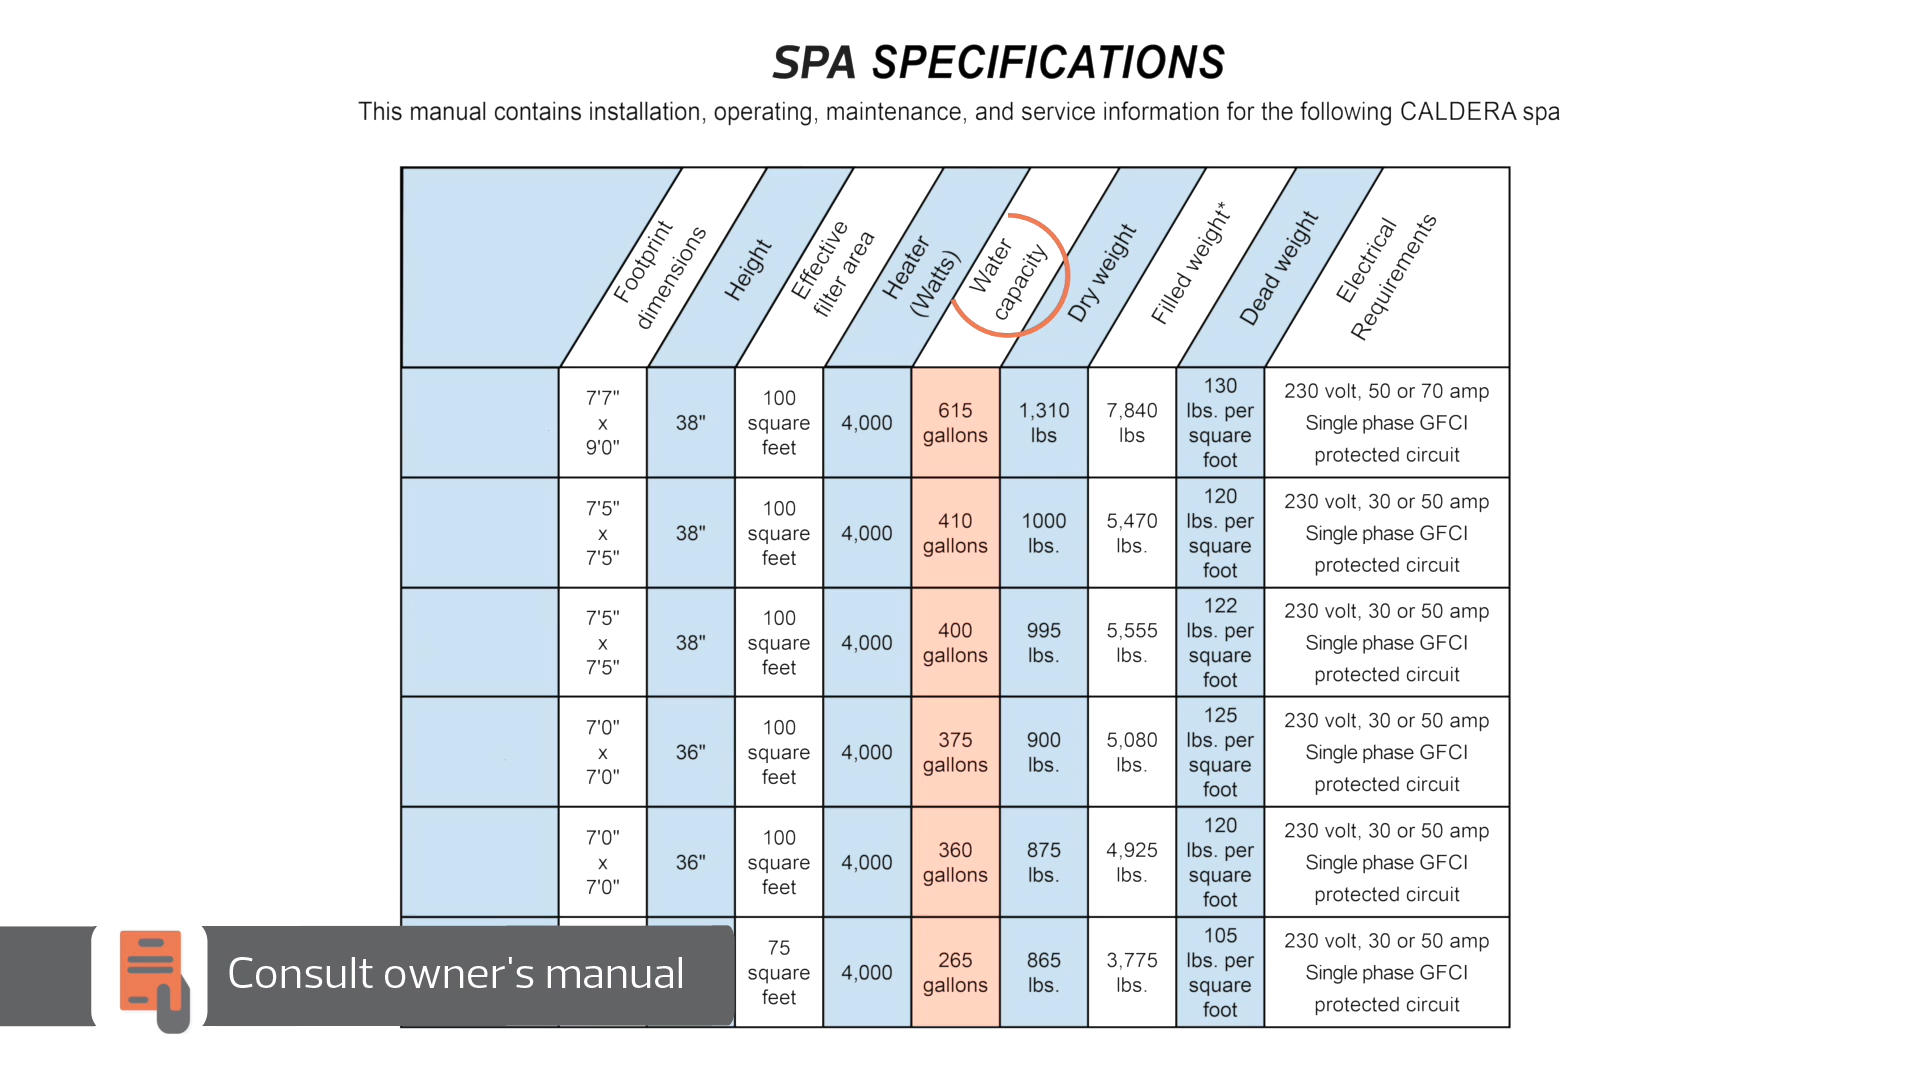 SPA SPECIFICATIONS
This manual contains installation, operating, maintenance, and service information for the following CALDERA spa
Footprint
dimensions
Height
Effective
filter area
Heater
(Watts)
Water
capacity
Dry weight
Filled weight*
Dead weight
Electrical
Requirements
7'7"
x
9'0"
38"
100
square
feet
4,000
615
gallons
1,310
lbs
7,840
lbs
130
lbs. per
square
foot
230 volt, 50 or 70 amp
Single phase GFCI
protected circuit
7'5"
x
7'5"
38"
100
square
feet
4,000
410
gallons
1000
lbs.
5,470
lbs.
120
lbs. per
square
foot
230 volt, 30 or 50 amp
Single phase GFCI
protected circuit
7'5"
x
7'5"
38"
100
square
feet
4,000
400
gallons
995
lbs.
5,555
lbs.
122
lbs. per
square
foot
230 volt, 30 or 50 amp
Single phase GFCI
protected circuit
7'0"
x
7'0"
36"
100
square
feet
4,000
375
gallons
900
lbs.
5,080
lbs.
125
lbs. per
square
foot
230 volt, 30 or 50 amp
Single phase GFCI
protected circuit
7'0"
x
7'0"
36"
100
square
feet
4,000
360
gallons
875
lbs.
4,925
lbs.
120
lbs. per
square
foot
230 volt, 30 or 50 amp
Single phase GFCI
protected circuit
75
square
feet
4,000
265
gallons
865
lbs.
3,775
lbs.
105
lbs. per
square
foot
230 volt, 30 or 50 amp
Single phase GFCI
protected circuit
Consult owner's manual